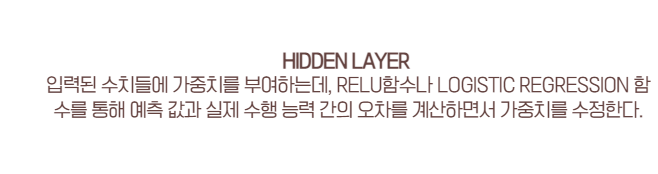 HIDDEN LAYER
입력된 수치들에 가중치를 부여하는데, RELU함수나 LOGISTIC REGRESSION 함
수를 통해 예측 값과 실제 수행 능력 간의 오차를 계산하면서 가중치를 수정한다.